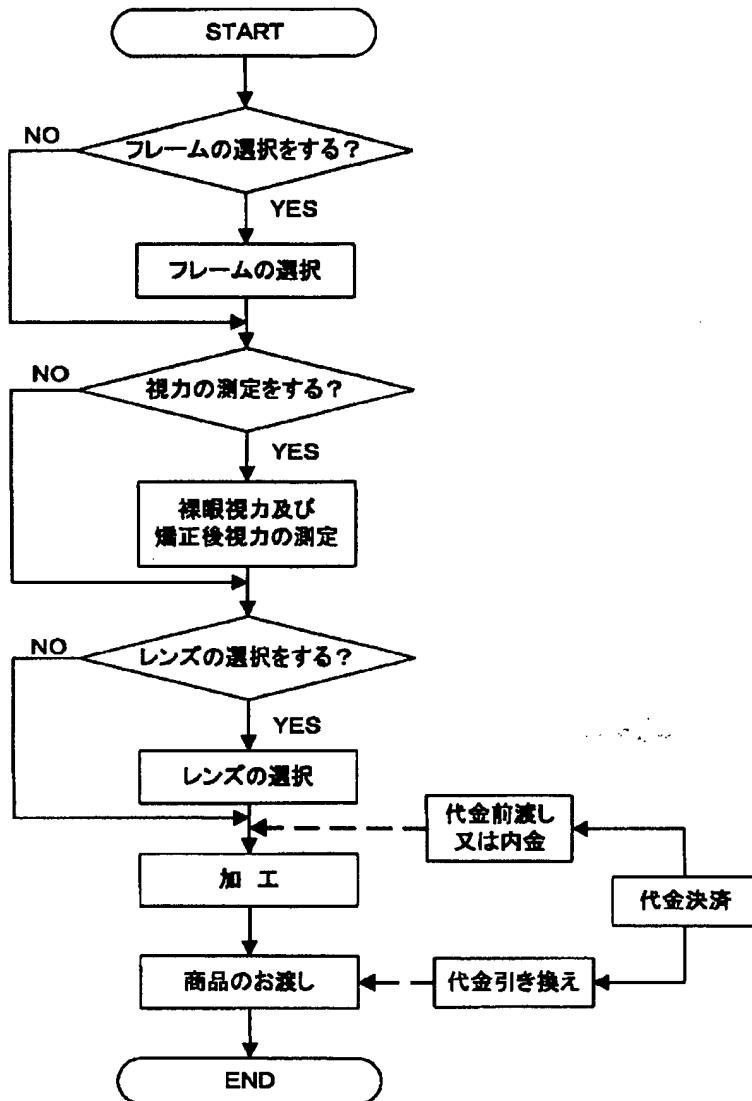 START
NO
フレームの選択をする？
YES
フレームの選択
NO
視力の測定をする？
YES
裸眼視力及び
矯正後視力の測定
NO
レンズの選択をする？
YES
レンズの選択
代金前渡し
又は内金
加 工
代金決済
商品のお渡し
代金引き換え
END